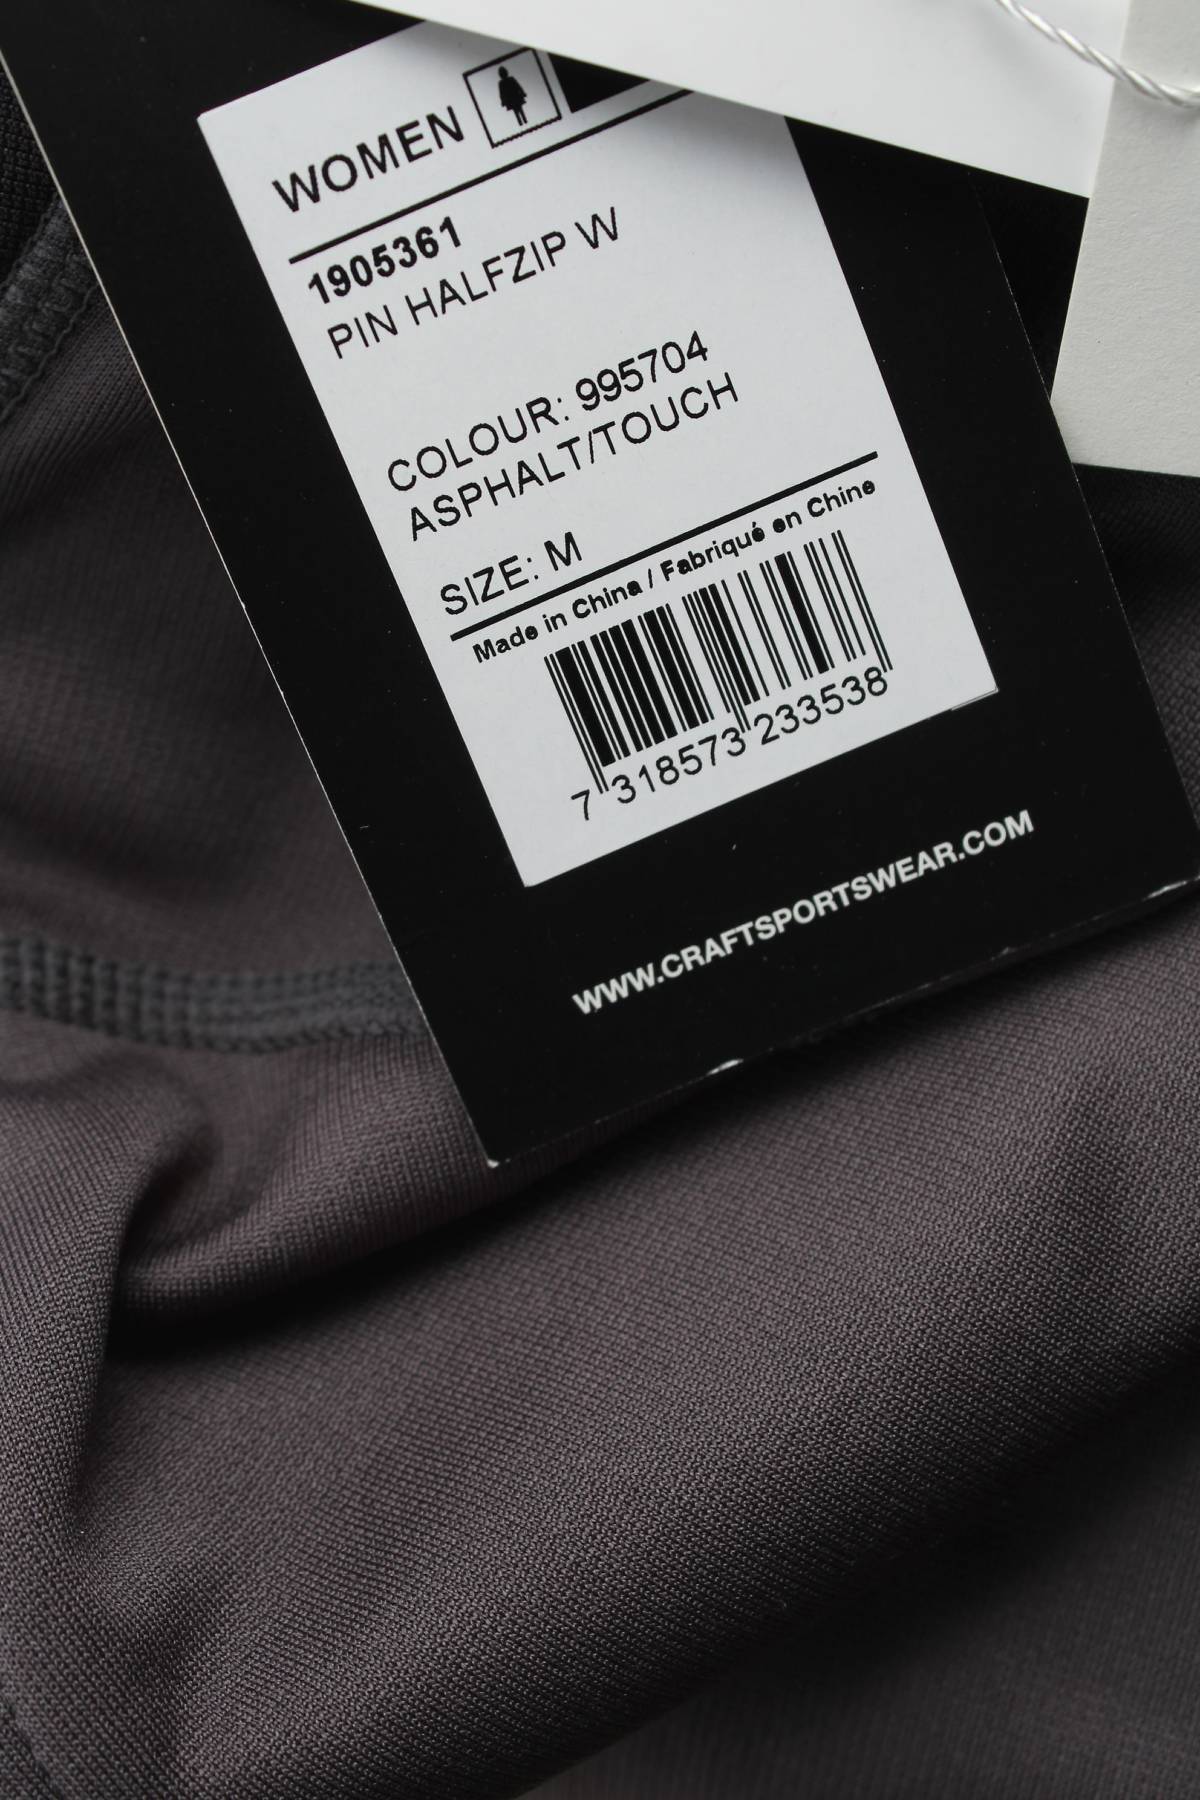 WOMEN
1905361
PIN HALFZIP W
COLOUR: 995704
ASPHALT/TOUCH
SIZE: M
Made in China / Fabriqué en Chine
7 318573 233538
WWW.CRAFTSPORTSWEAR.COM